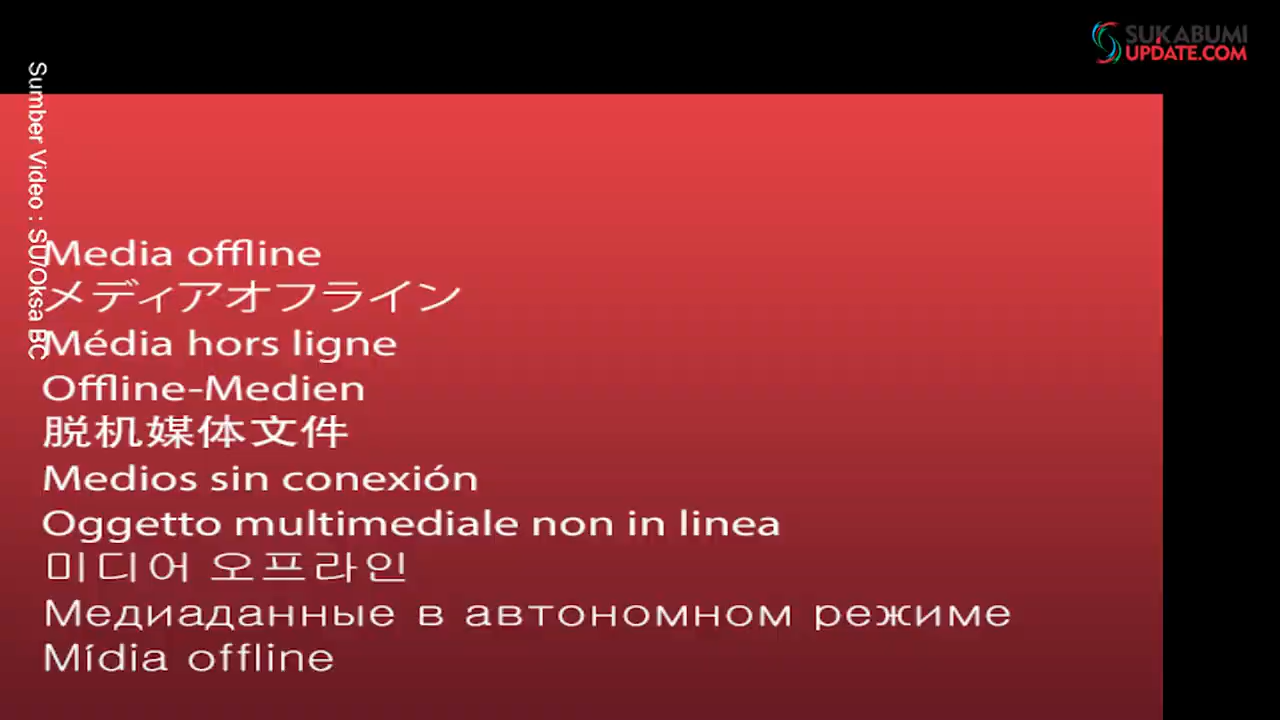 SUKABUMI
UPDATE.COM
Sumber Video : SU/Oksa BC
Media offline
メディアオフライン
Média hors ligne
Offline-Medien
脱机媒体文件
Medios sin conexión
Oggetto multimediale non in linea
미디어 오프라인
Медиаданные в автономном режиме
Mídia offline